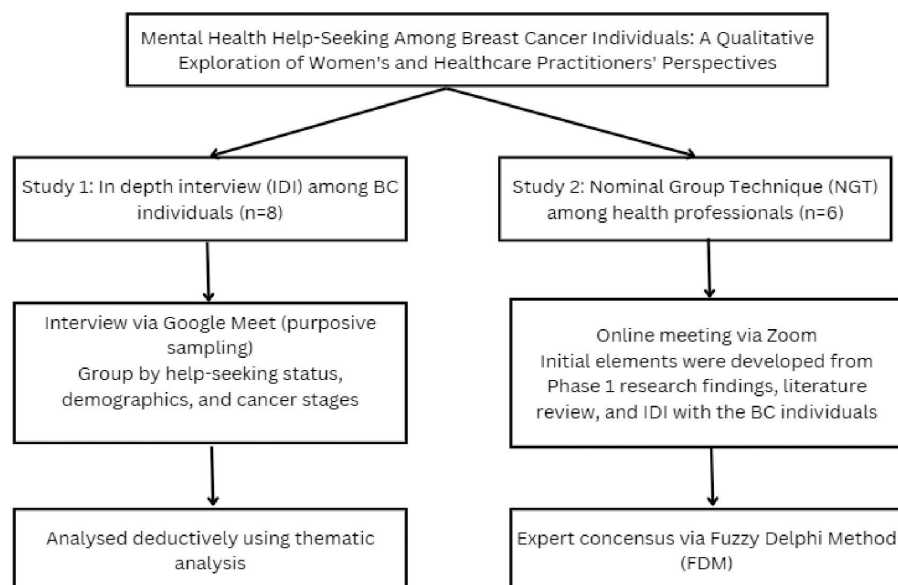 Mental Health Help-Seeking Among Breast Cancer Individuals: A Qualitative
Exploration of Women's and Healthcare Practitioners' Perspectives
Study 1: In depth interview (IDI) among BC
individuals (n=8)
Study 2: Nominal Group Technique (NGT)
among health professionals (n=6)
Interview via Google Meet (purposive
sampling)
Group by help-seeking status,
demographics, and cancer stages
Online meeting via Zoom
Initial elements were developed from
Phase 1 research findings, literature
review, and IDI with the BC individuals
Analysed deductively using thematic
analysis
Expert concensus via Fuzzy Delphi Method
(FDM)